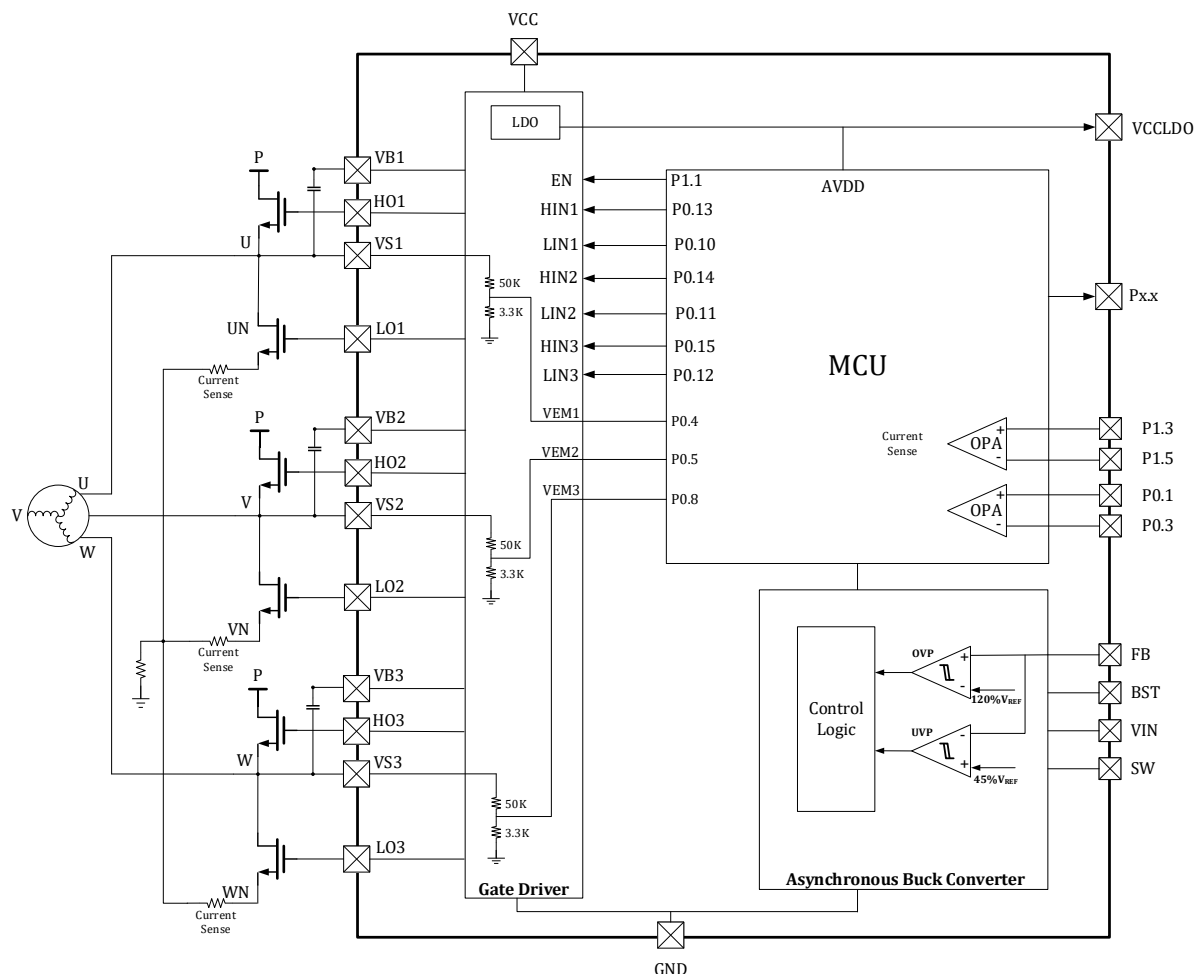 VCC
LDO
VCCLDO
P
VB1
EN
P1.1
AVDD
HO1
HIN1
P0.13
U
VS1
LIN1
P0.10
50K
HIN2
P0.14
3.3K
LIN2
P0.11
Px.x
UN
LO1
HIN3
P0.15
Current
Sense
LIN3
P0.12
MCU
P
VB2
VEM1
P0.4
Current
Sense
+
OPA
-
P1.3
P1.5
HO2
VEM2
P0.5
U
V
W
V
VS2
VEM3
P0.8
+
OPA
-
P0.1
P0.3
50K
3.3K
LO2
VN
Current
Sense
P
VB3
HO3
W
VS3
50K
3.3K
LO3
WN
Current
Sense
Gate Driver
Control
Logic
OVP
+
-
120%VREF
UVP
-
+
45%VREF
FB
BST
VIN
SW
Asynchronous Buck Converter
GND